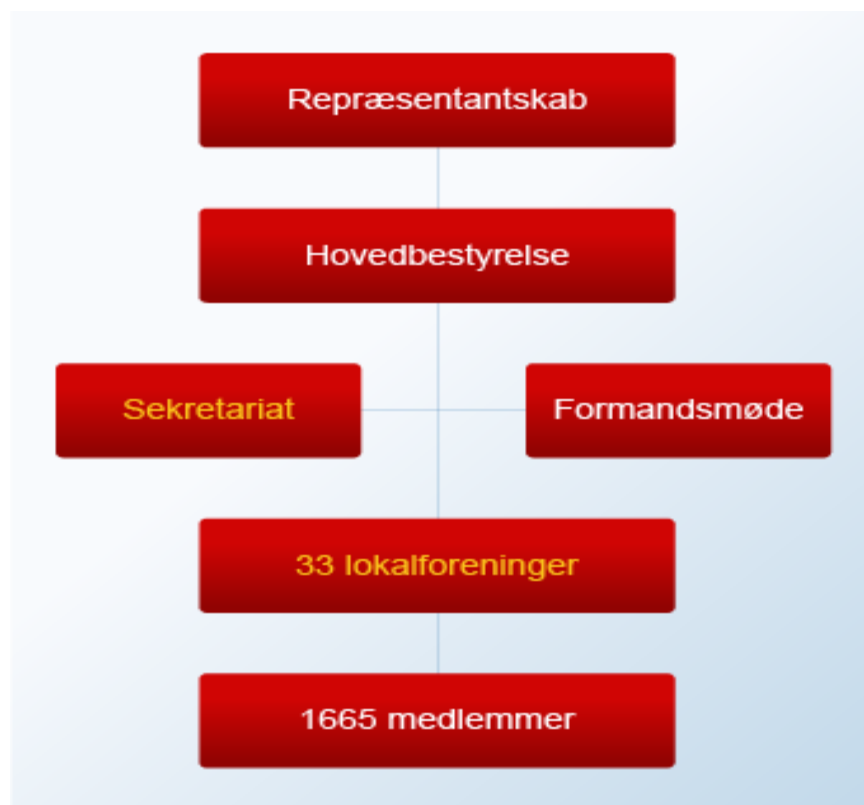 Repræsentantskab
Hovedbestyrelse
Sekretariat
Formandsmøde
33 lokalforeninger
1665 medlemmer